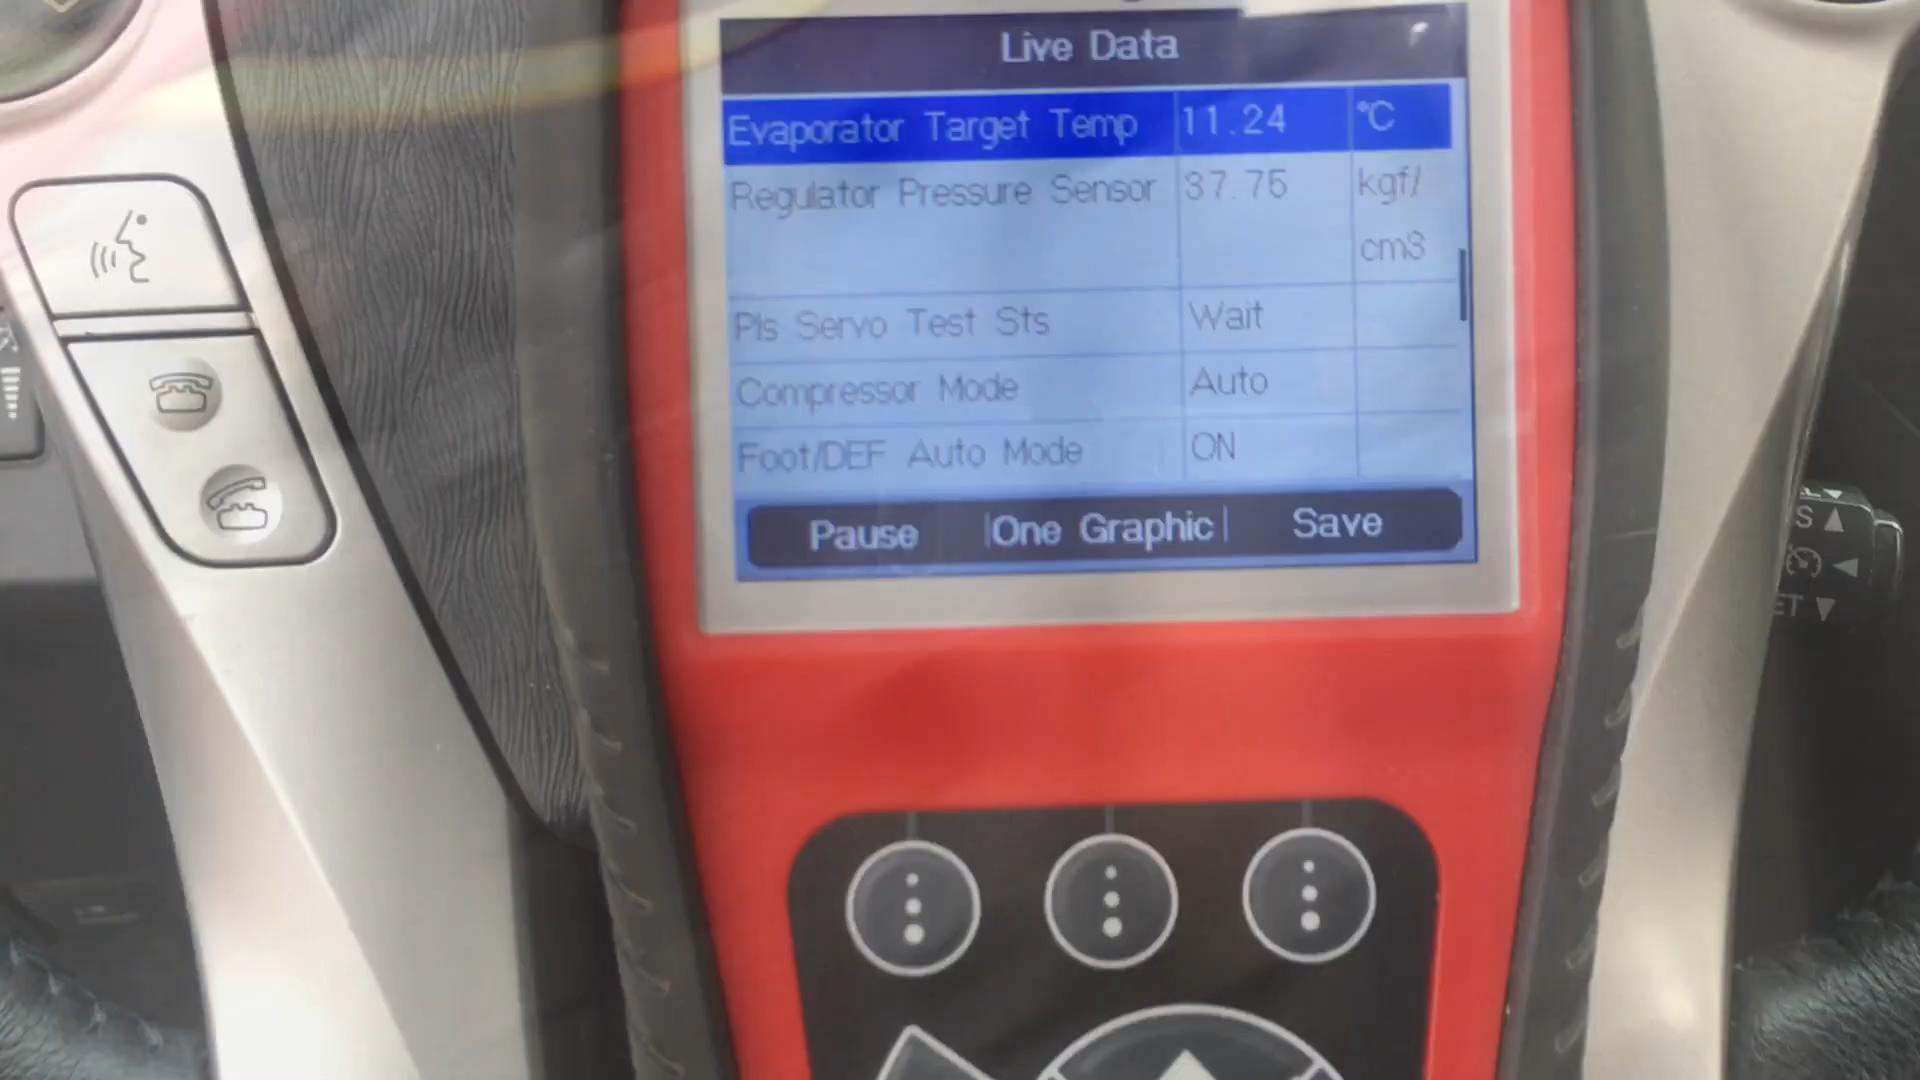 Live Data
Evaporator Target Temp 11.24 °C
Regulator Pressure Sensor 37.75 kgf/
cm3
Pls Servo Test Sts Wait
Compressor Mode Auto
Foot/DEF Auto Mode ON
Pause One Graphic Save